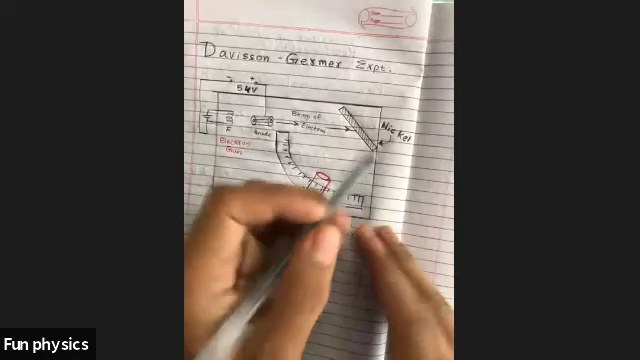 Davisson - Germer Expt.
- +
54V
Beam of
Electron
Nickel
F
Anode
Electron
Gun
Fun physics